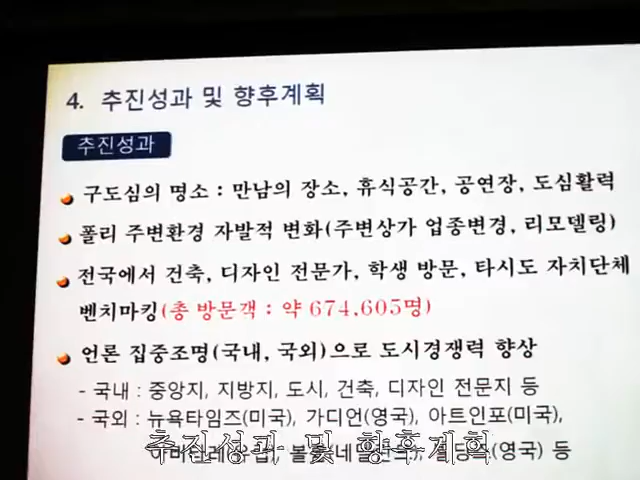 4. 추진성과 및 향후계획
추진성과
구도심의 명소 : 만남의 장소, 휴식공간, 공연장, 도심활력
폴리 주변환경 자발적 변화(주변상가 업종변경, 리모델링)
전국에서 건축, 디자인 전문가, 학생 방문, 타시도 자치단체
벤치마킹(총 방문객 : 약 674,605명)
언론 집중조명(국내, 국외)으로 도시경쟁력 향상
- 국내 : 중앙지, 지방지, 도시, 건축, 디자인 전문지 등
- 국외 : 뉴욕타임즈(미국), 가디언(영국), 아트인포(미국),
(영국) 등
추진성과 및 향후계획